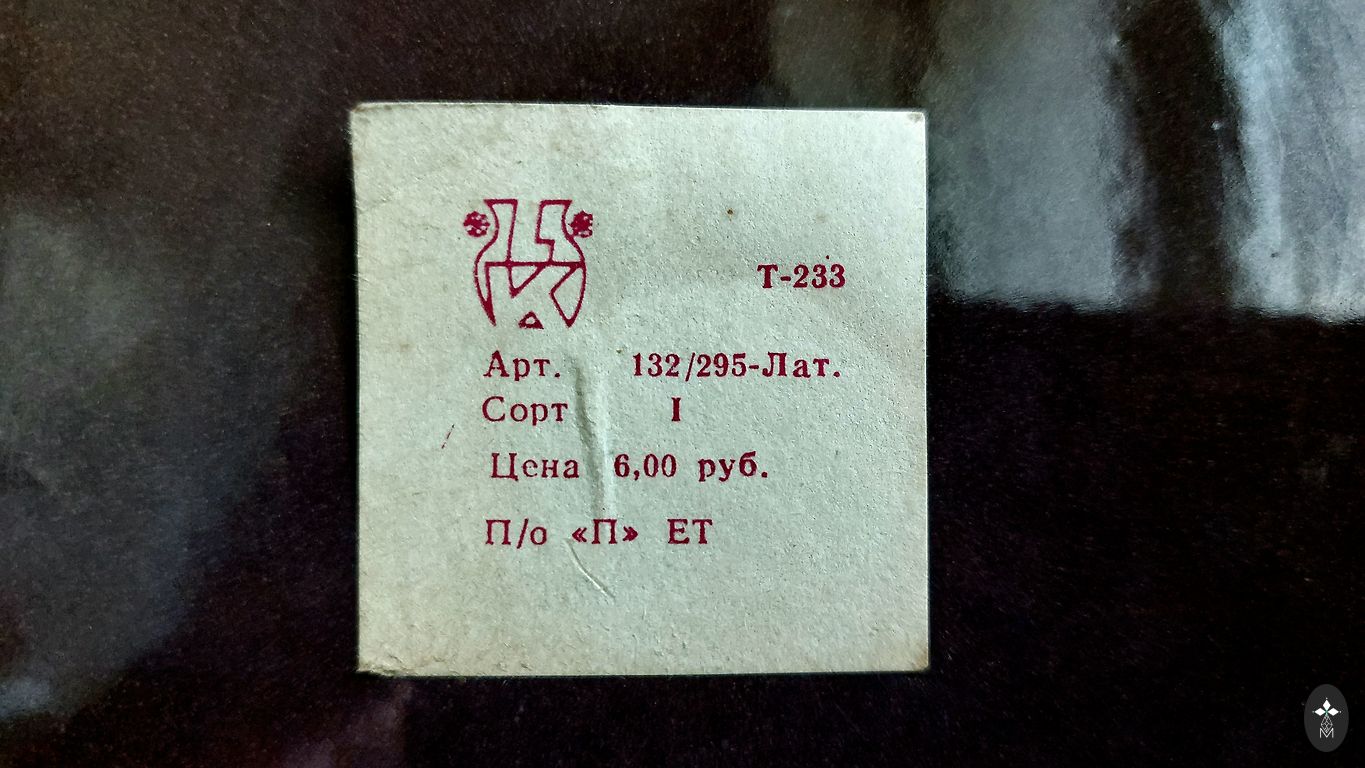 Т-233
Арт. 132/295-Лат.
Сорт I
Цена 6,00 руб.
П/о «П» ЕТ
М